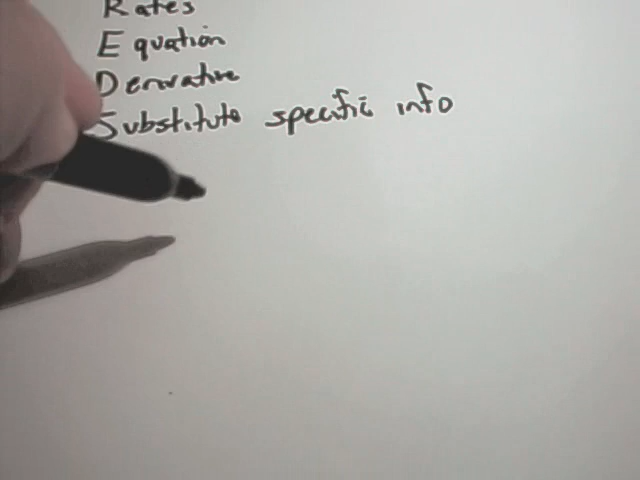 Rates
Equation
Derivative
Substitute specific info